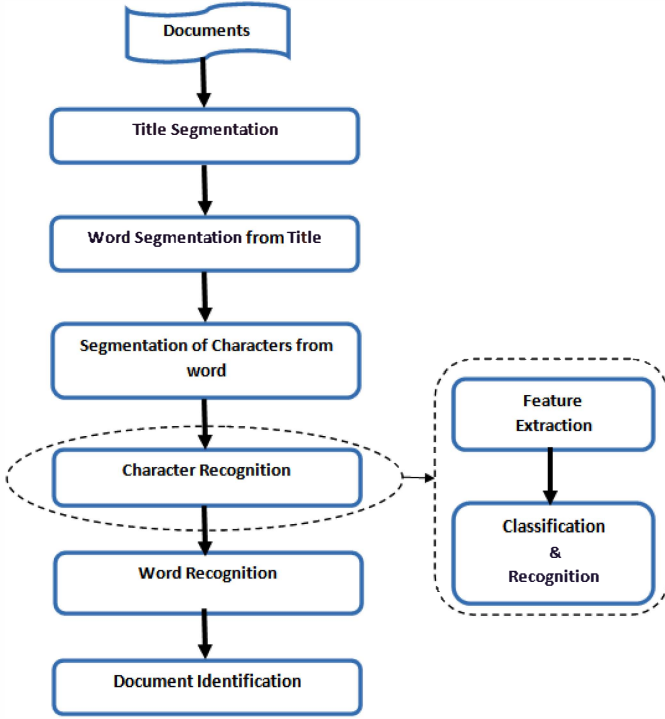 Documents
Title Segmentation
Word Segmentation from Title
Segmentation of Characters from
word
Character Recognition
Word Recognition
Document Identification
Feature
Extraction
Classification
&
Recognition